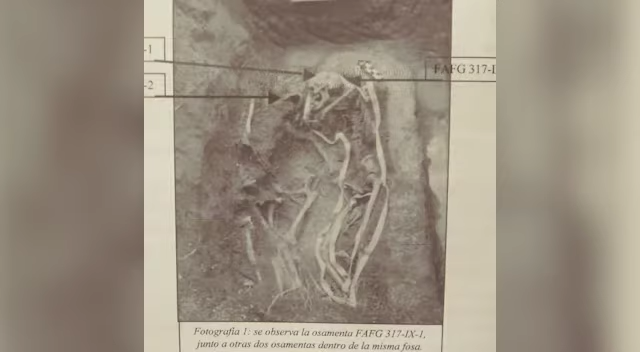 -1
-2
FAFG 317-I
Fotografía 1: se observa la osamenta FAFG 317-IX-1,
junto a otras dos osamentas dentro de la misma fosa.